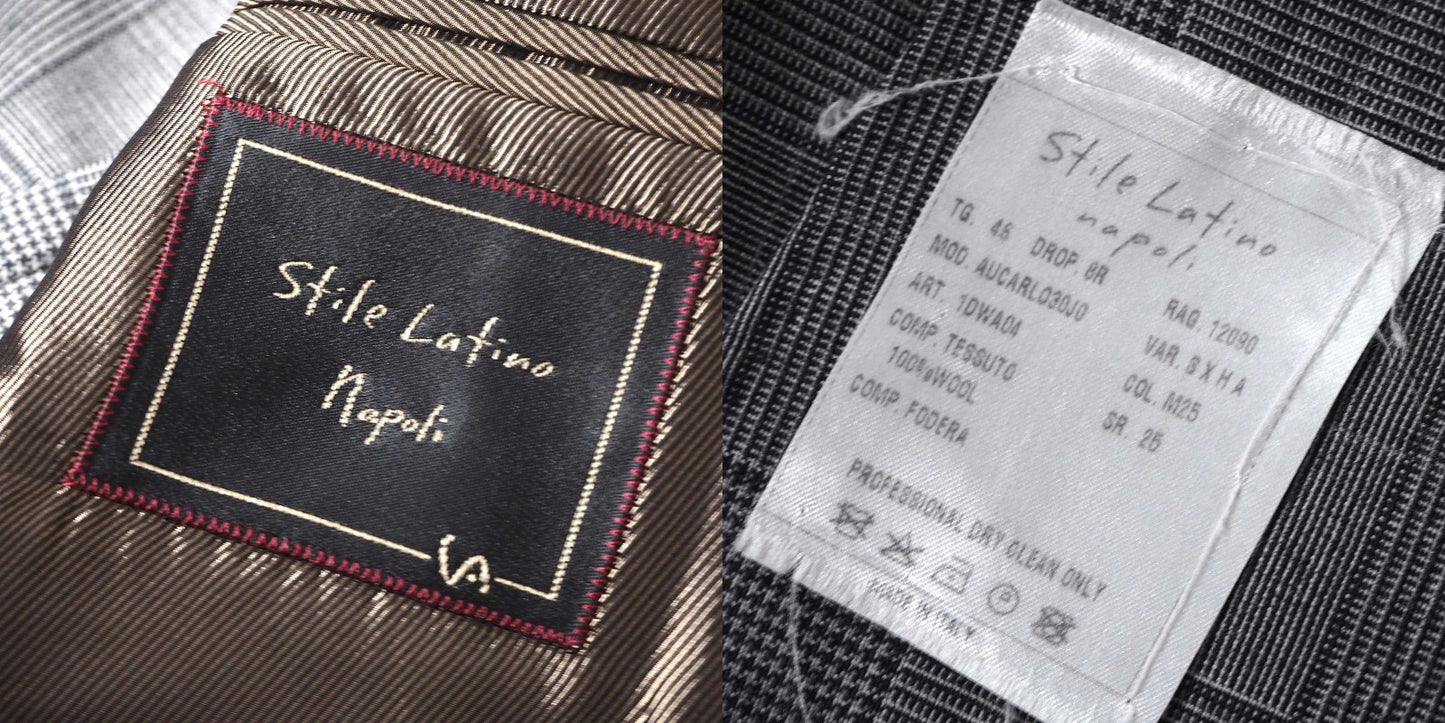 Stile Latino
Napoli
Stile Latino
napoli
TG. 46 DROP. 8R
MOD. AUCARLO30J0 RAG. 12090
ART. 1DWA04 VAR. S X H A
COMP. TESSUTO COL. M25
100%WOOL SR. 25
COMP. FODERA
PROFESSIONAL DRY CLEAN ONLY
MADE IN ITALY